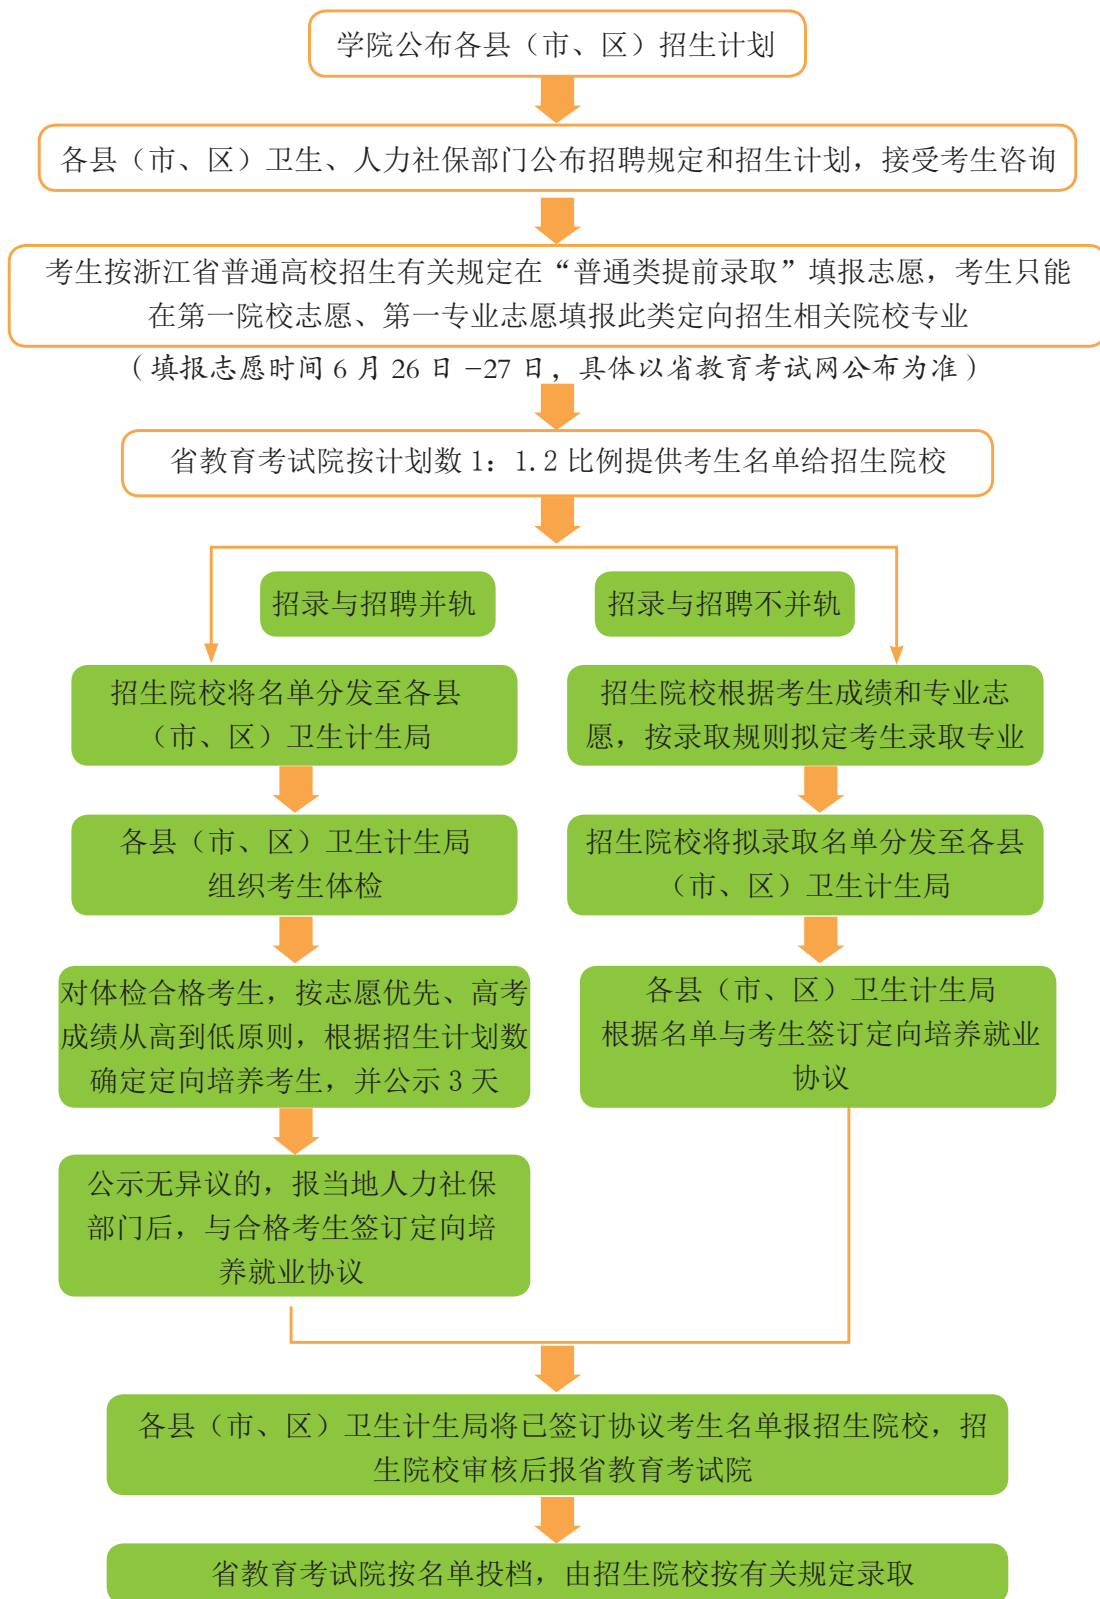 学院公布各县（市、区）招生计划
各县（市、区）卫生、人力社保部门公布招聘规定和招生计划，接受考生咨询
考生按浙江省普通高校招生有关规定在“普通类提前录取”填报志愿，考生只能
在第一院校志愿、第一专业志愿填报此类定向招生相关院校专业
（填报志愿时间 6 月 26 日 –27 日，具体以省教育考试网公布为准）
省教育考试院按计划数 1：1.2 比例提供考生名单给招生院校
招录与招聘并轨
招录与招聘不并轨
招生院校将名单分发至各县
（市、区）卫生计生局
招生院校根据考生成绩和专业志
愿，按录取规则拟定考生录取专业
各县（市、区）卫生计生局
组织考生体检
招生院校将拟录取名单分发至各县
（市、区）卫生计生局
对体检合格考生，按志愿优先、高考
成绩从高到低原则，根据招生计划数
确定定向培养考生，并公示 3 天
各县（市、区）卫生计生局
根据名单与考生签订定向培养就业
协议
公示无异议的，报当地人力社保
部门后，与合格考生签订定向培
养就业协议
各县（市、区）卫生计生局将已签订协议考生名单报招生院校，招
生院校审核后报省教育考试院
省教育考试院按名单投档，由招生院校按有关规定录取